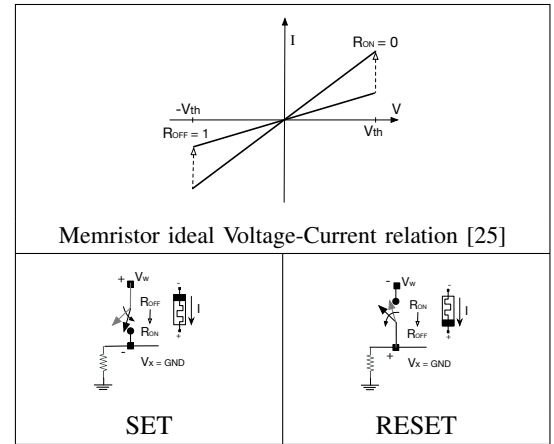 I
RON = 0
-Vth
V
ROFF = 1
Vth
Memristor ideal Voltage-Current relation [25]
+ Vw
-
ROFF
I
RON
+
-
Vx = GND
SET
- Vw
-
RON
I
ROFF
+
+
Vx = GND
RESET